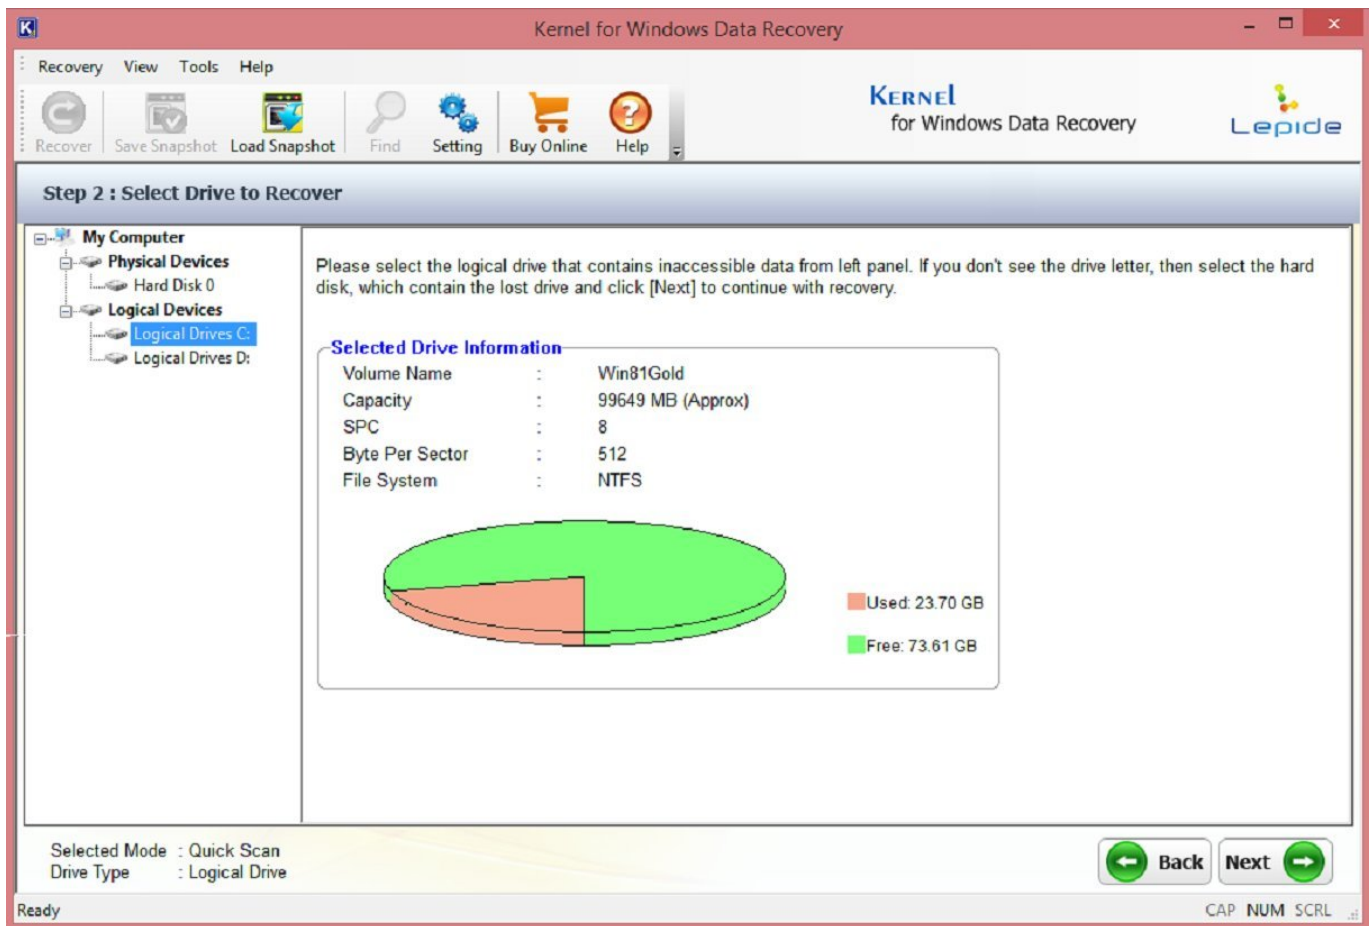 K
Kernel for Windows Data Recovery
Recovery View Tools Help
Recover Save Snapshot Load Snapshot Find Setting Buy Online Help
KERNEL
for Windows Data Recovery
Lepide
Step 2 : Select Drive to Recover
My Computer
Physical Devices
Hard Disk 0
Logical Devices
Logical Drives C:
Logical Drives D:
Please select the logical drive that contains inaccessible data from left panel. If you don't see the drive letter, then select the hard
disk, which contain the lost drive and click [Next] to continue with recovery.
Selected Drive Information
Volume Name : Win81Gold
Capacity : 99649 MB (Approx)
SPC : 8
Byte Per Sector : 512
File System : NTFS
Used: 23.70 GB
Free: 73.61 GB
Selected Mode : Quick Scan
Drive Type : Logical Drive
Back Next
Ready
CAP NUM SCRL